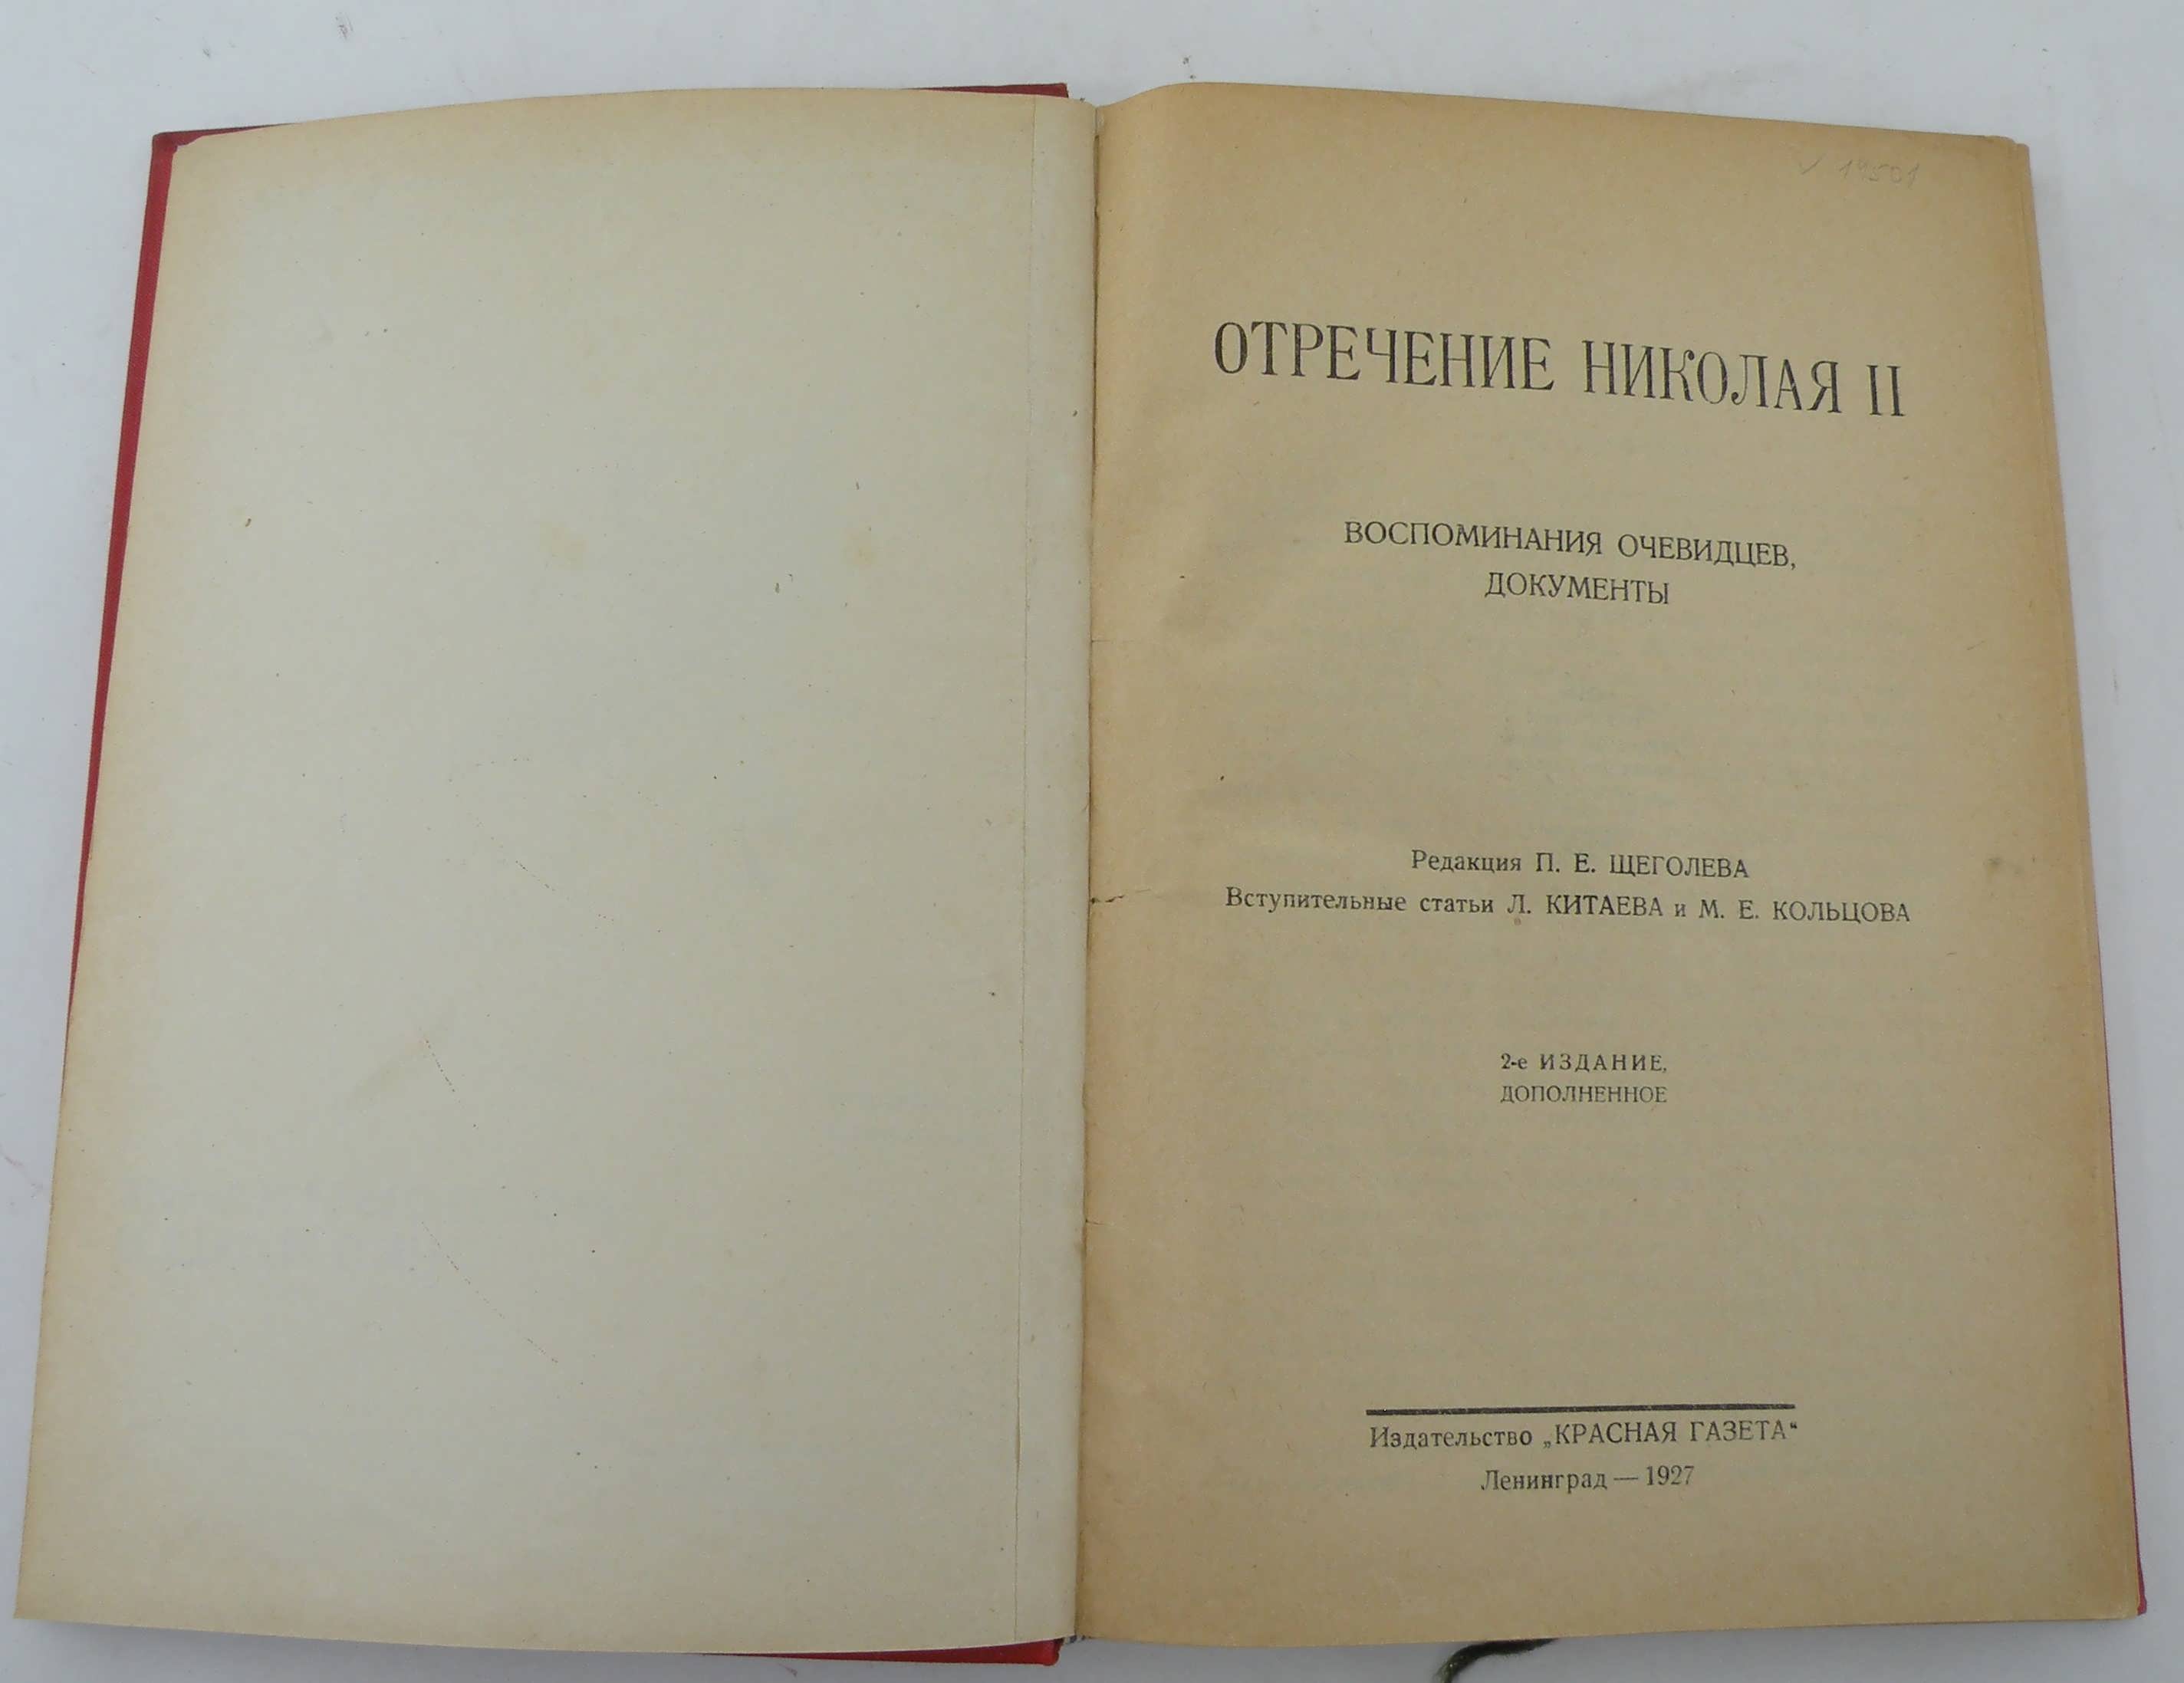 ОТРЕЧЕНИЕ НИКОЛАЯ II
ВОСПОМИНАНИЯ ОЧЕВИДЦЕВ,
ДОКУМЕНТЫ
Редакция П. Е. ЩЕГОЛЕВА
Вступительные статьи Л. КИТАЕВА и М. Е. КОЛЬЦОВА
2-е ИЗДАНИЕ,
ДОПОЛНЕННОЕ
Издательство „КРАСНАЯ ГАЗЕТА“
Ленинград — 1927